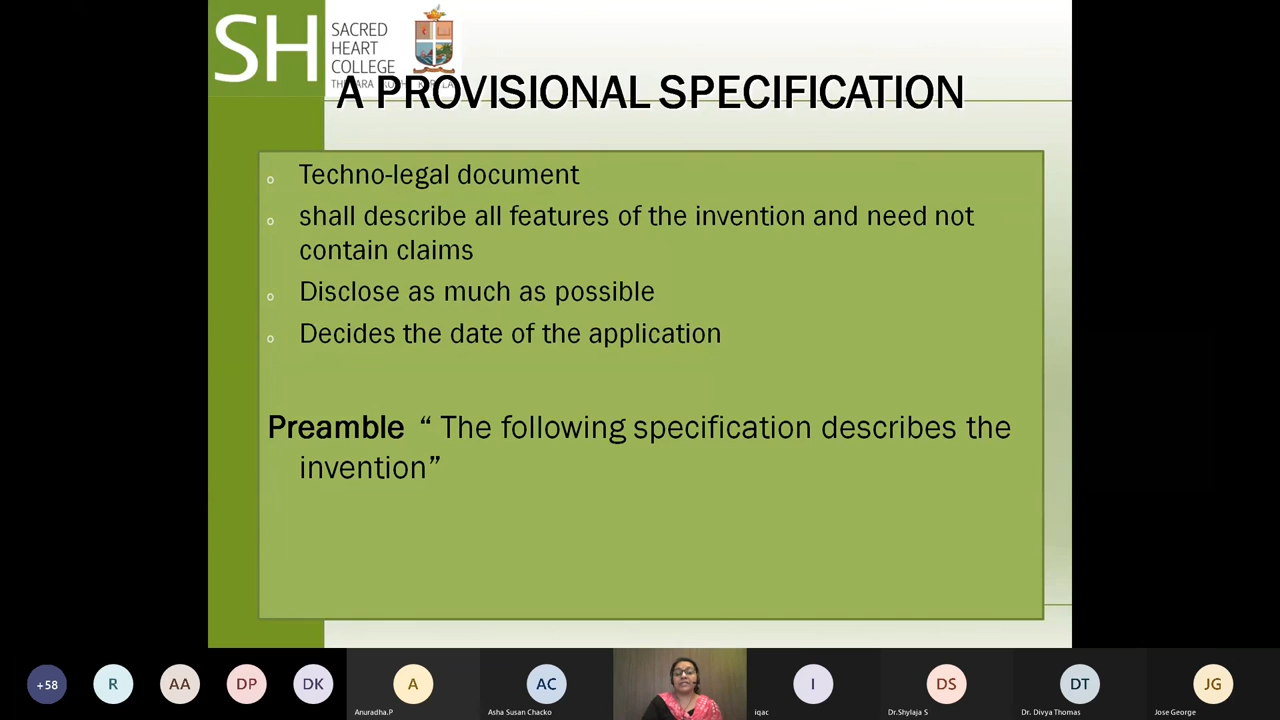 SH
SACRED
HEART
COLLEGE
A PROVISIONAL SPECIFICATION
Techno-legal document
shall describe all features of the invention and need not
contain claims
Disclose as much as possible
Decides the date of the application
Preamble “ The following specification describes the
invention”
+58
R
AA
DP
DK
A
AC
I
DS
DT
JG
Anuradha.P
Asha Susan Chacko
iqac
Dr.Shylaja S
Dr. Divya Thomas
Jose George